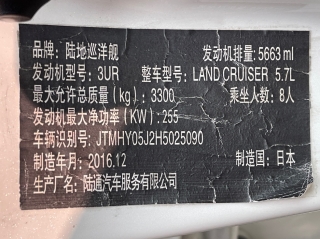 品牌：陆地巡洋舰 发动机排量：5663 ml
发动机型号：3UR 整车型号：LAND CRUISER 5.7L
最大允许总质量（kg）：3300 乘坐人数：8人
发动机最大净功率（KW）：255
车辆识别号：JTMHY05J2H5025090
制造年月：2016.12 制造国：日本
生产厂名：陆通汽车服务有限公司